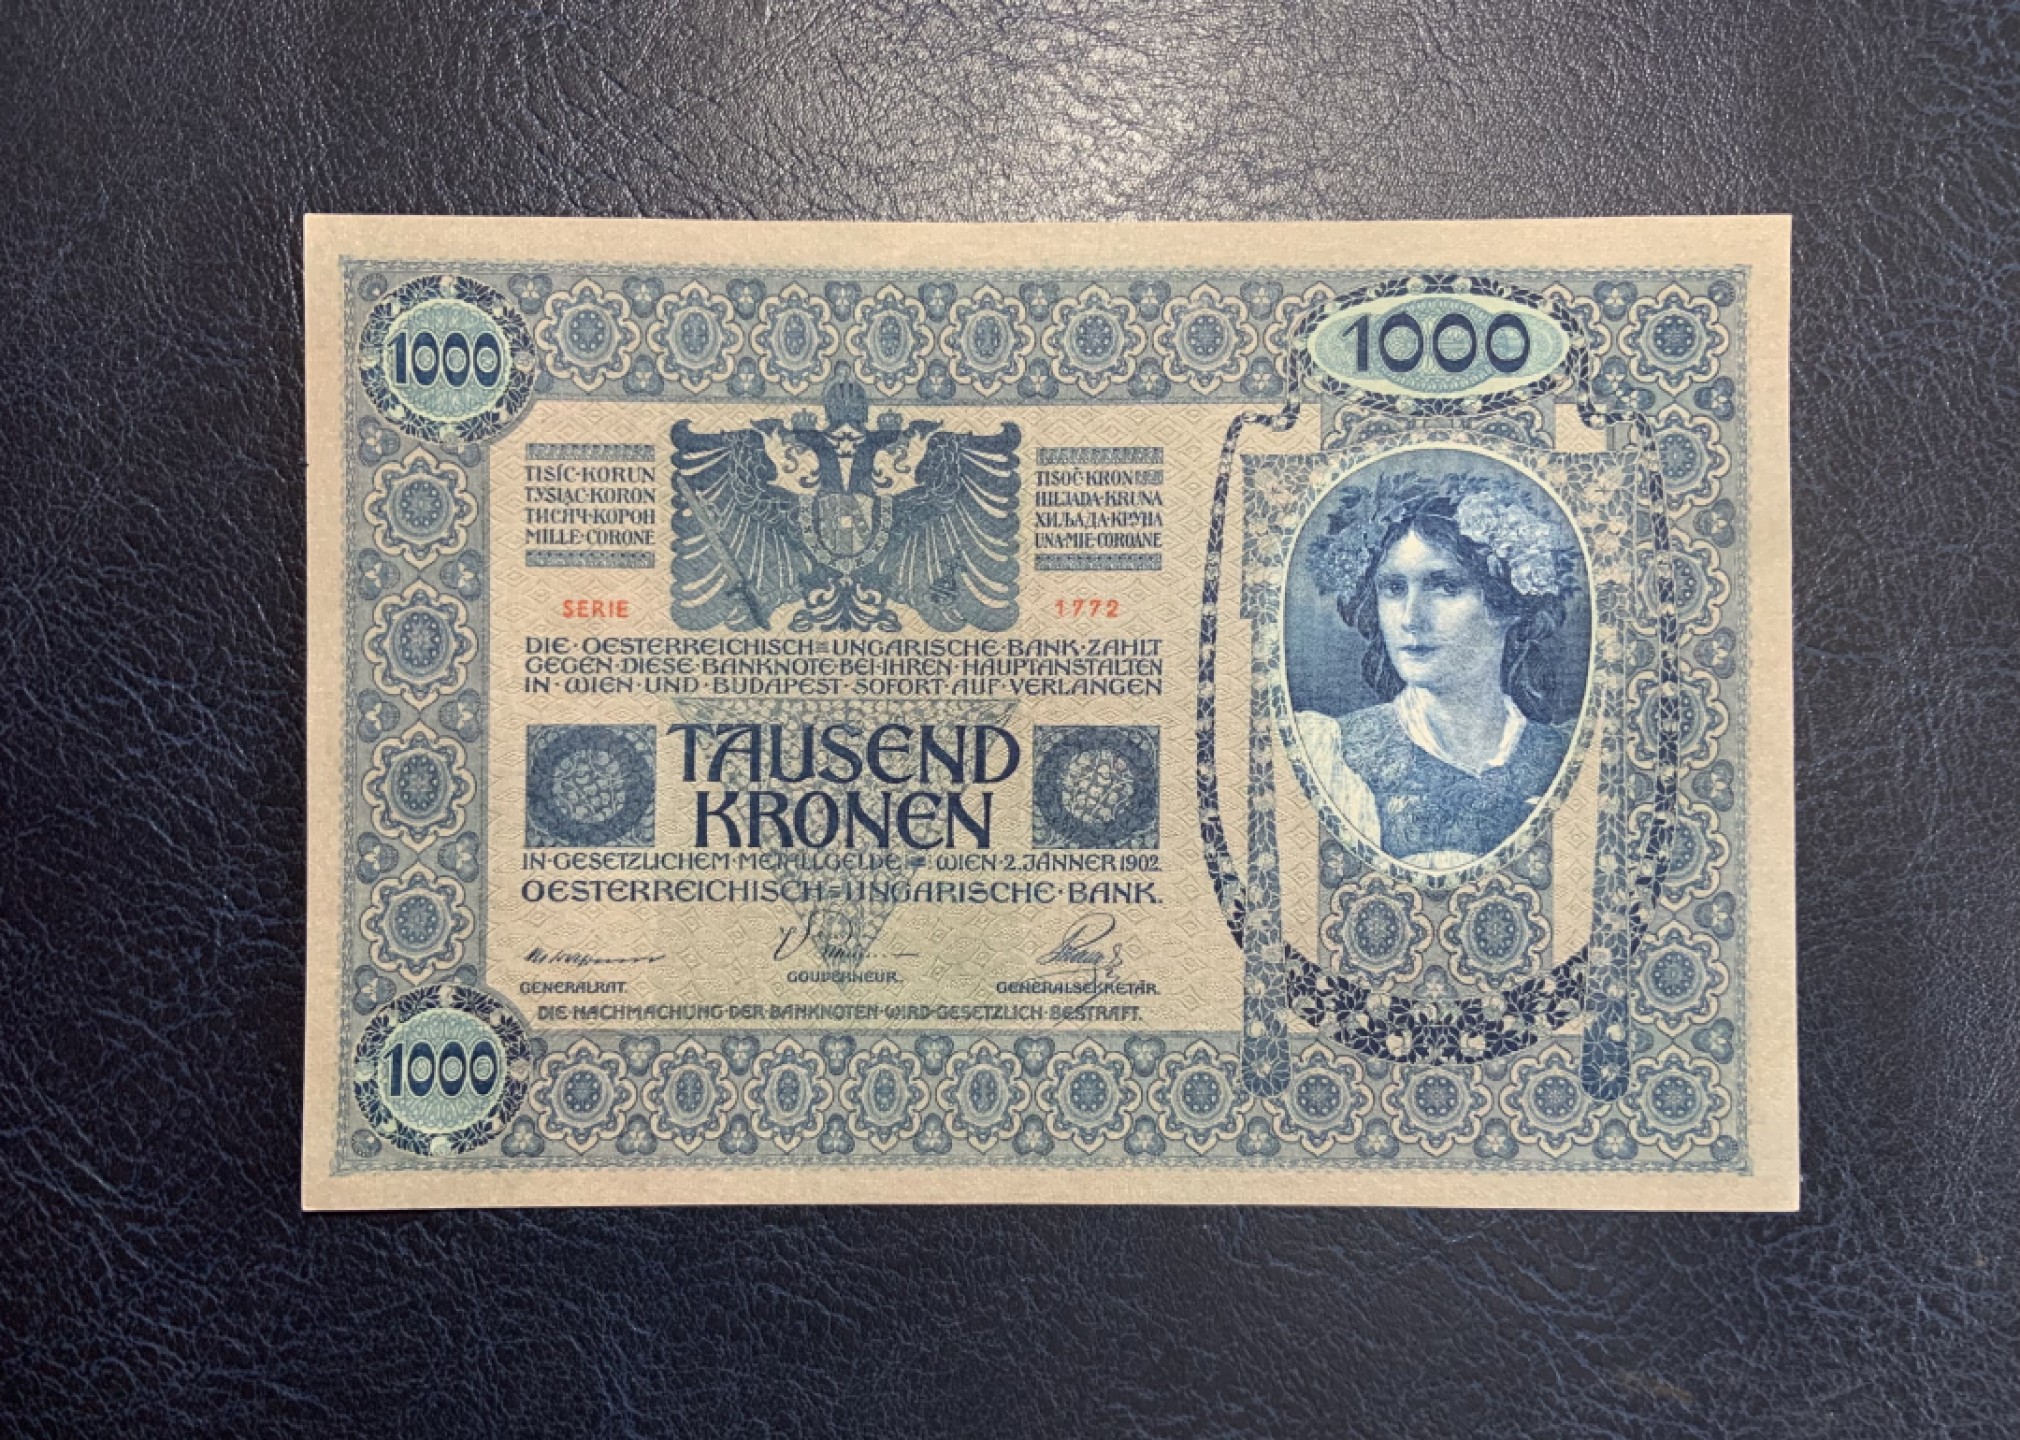 1000
1000
TISÍC·KORUN
TYSIĄC·KORON
ТИСЯЧ·КОРОН
MILLE·CORONE
TISOČ·KRON
HILJADA·KRUNA
ХИЉАДА·КРУНА
UNA·MIE·COROANE
SERIE 1772
DIE·OESTERREICHISCH=UNGARISCHE·BANK·ZAHLT
GEGEN·DIESE·BANKNOTE·BEI·IHREN·HAUPTANSTALTEN
IN·WIEN·UND·BUDAPEST·SOFORT·AUF·VERLANGEN
TAUSEND
KRONEN
IN·GESETZLICHEM·METALLGELDE=WIEN·2.JÄNNER 1902.
OESTERREICHISCH=UNGARISCHE·BANK.
GENERALRAT.
GOUVERNEUR.
GENERALSEKRETÄR.
DIE·NACHMACHUNG·DER·BANKNOTEN·WIRD·GESETZLICH·BESTRAFT.
1000